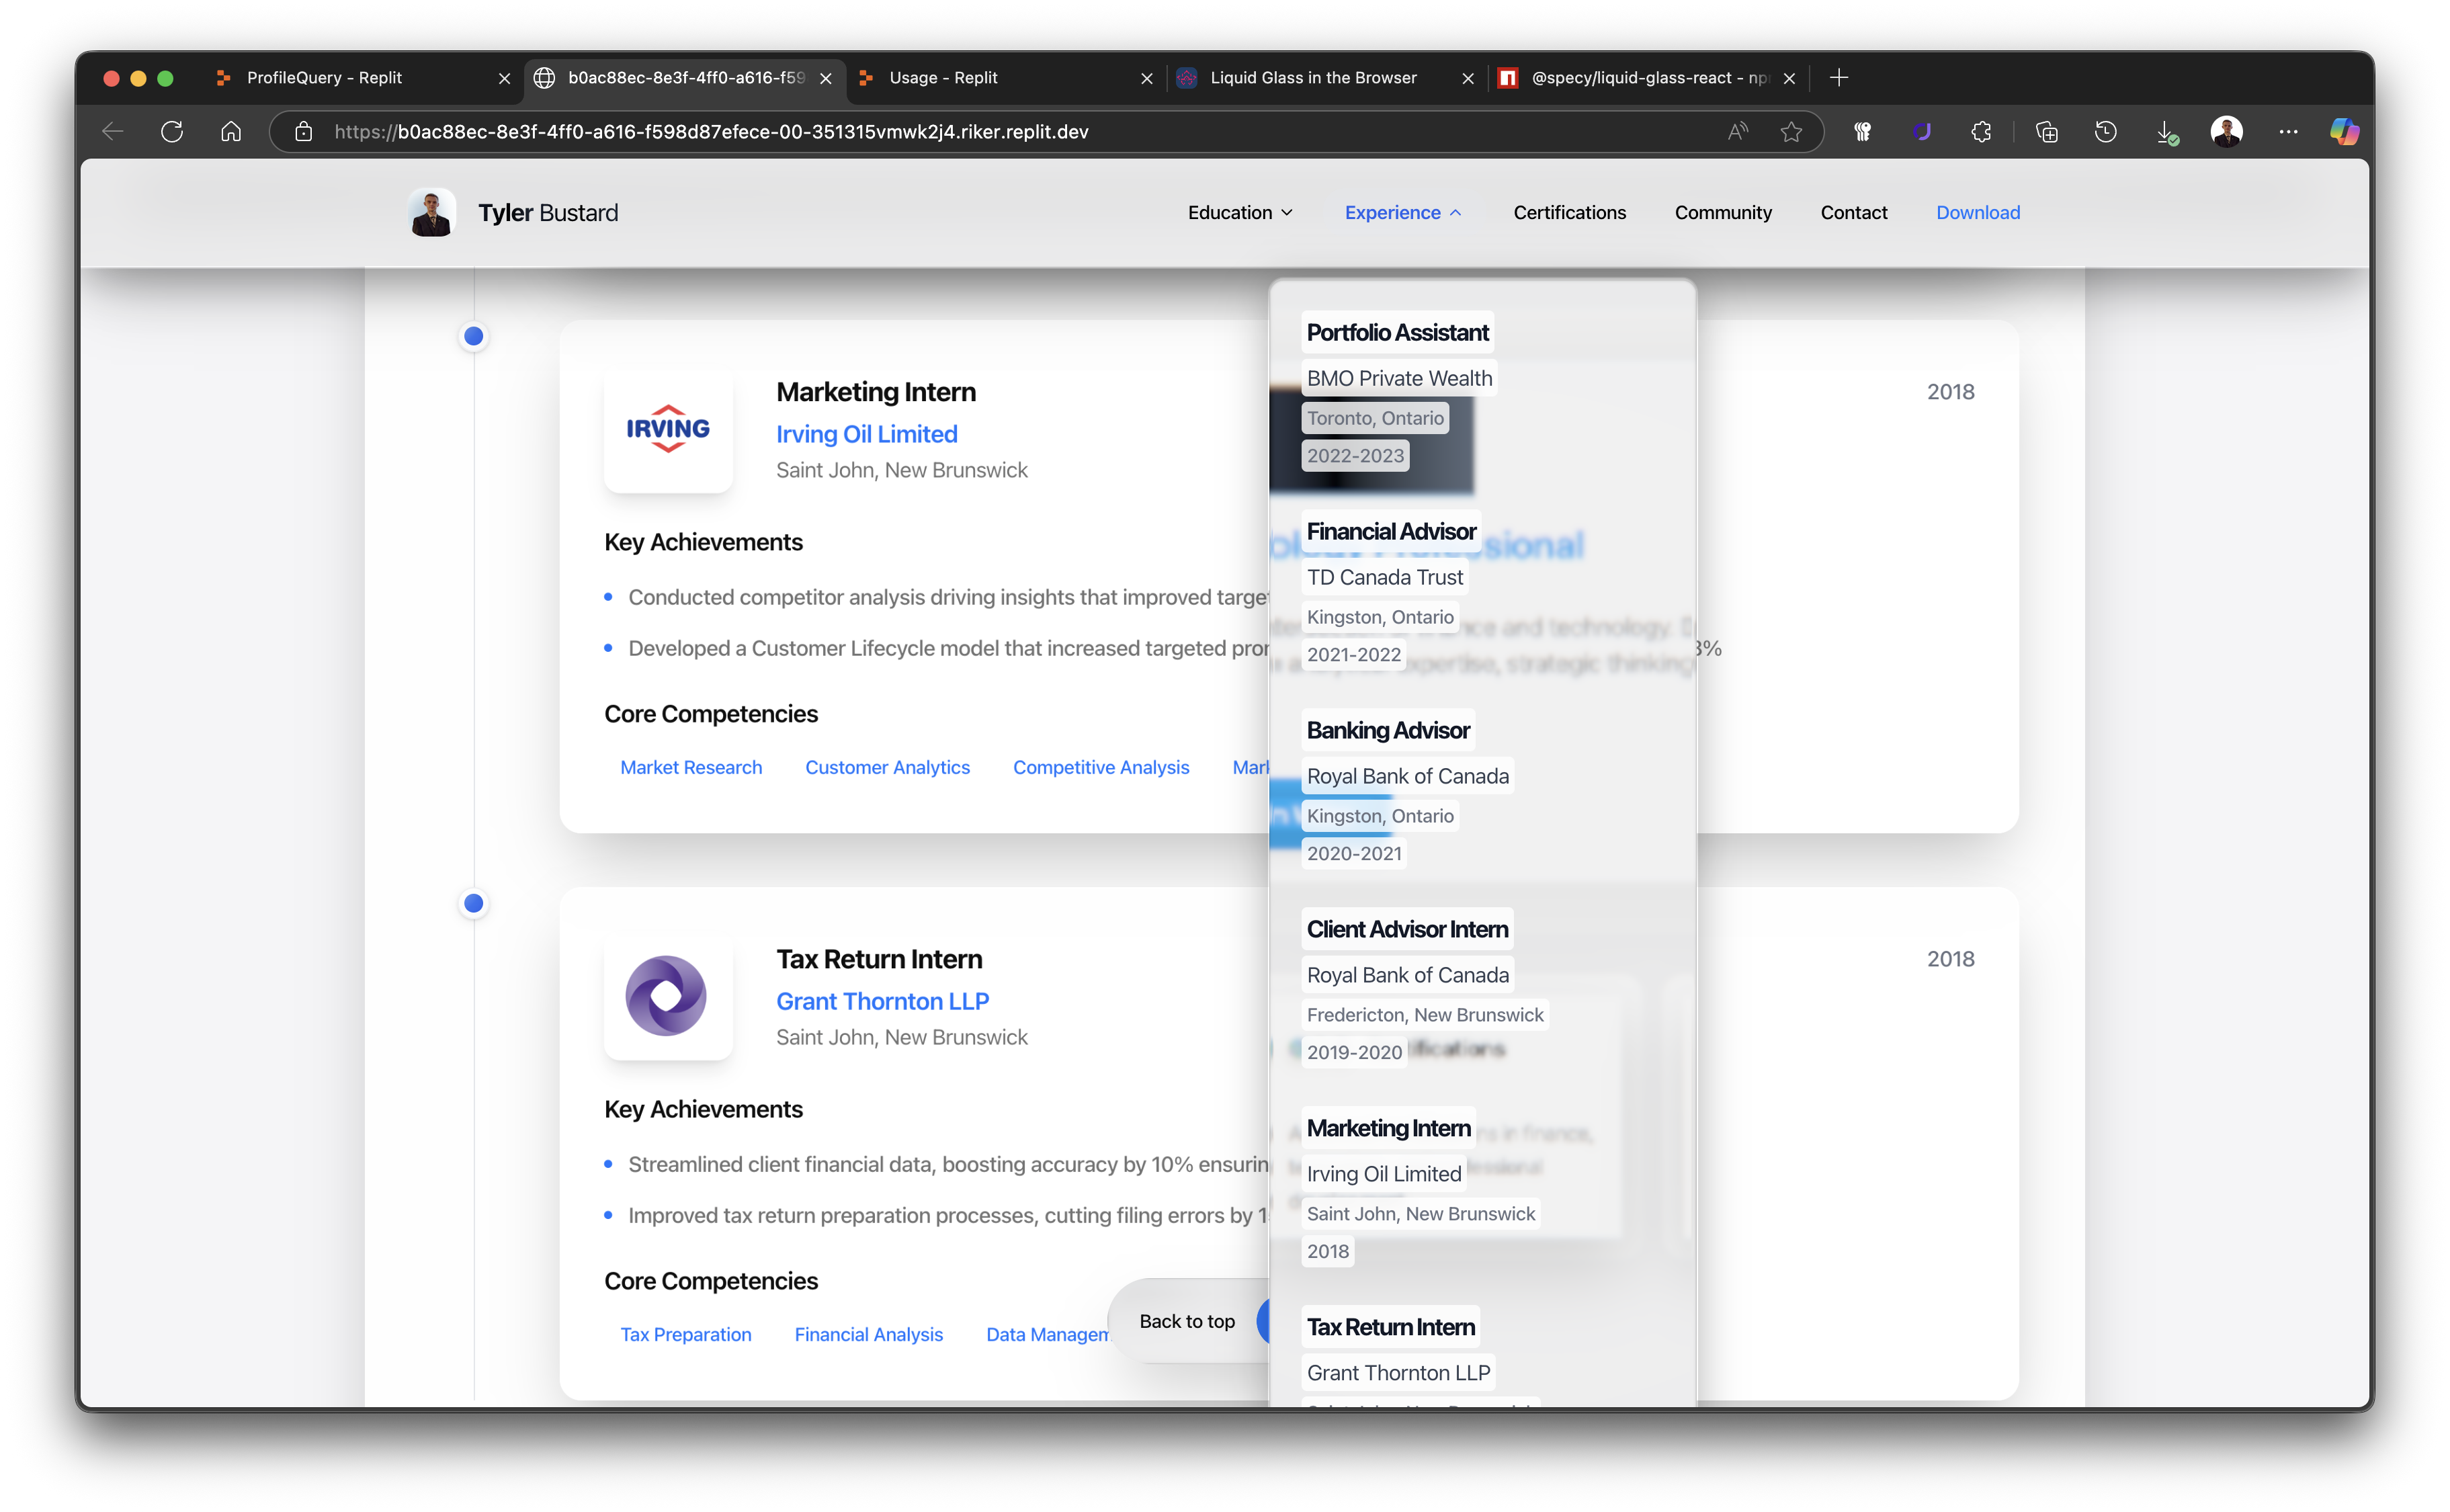 ProfileQuery - Replit
b0ac88ec-8e3f-4ff0-a616-f59
Usage - Replit
Liquid Glass in the Browser
@specy/liquid-glass-react - np
https://b0ac88ec-8e3f-4ff0-a616-f598d87efece-00-351315vmwk2j4.riker.replit.dev
Tyler Bustard
Education
Experience
Certifications
Community
Contact
Download
IRVING
Marketing Intern
Irving Oil Limited
Saint John, New Brunswick
2018
Key Achievements
Conducted competitor analysis driving insights that improved targe
Developed a Customer Lifecycle model that increased targeted pro
3%
Core Competencies
Market Research
Customer Analytics
Competitive Analysis
Mark
Tax Return Intern
Grant Thornton LLP
Saint John, New Brunswick
2018
Key Achievements
Streamlined client financial data, boosting accuracy by 10% ensurin
Improved tax return preparation processes, cutting filing errors by 1
Core Competencies
Tax Preparation
Financial Analysis
Data Managem
Back to top
Portfolio Assistant
BMO Private Wealth
Toronto, Ontario
2022-2023
Financial Advisor
TD Canada Trust
Kingston, Ontario
2021-2022
Banking Advisor
Royal Bank of Canada
Kingston, Ontario
2020-2021
Client Advisor Intern
Royal Bank of Canada
Fredericton, New Brunswick
2019-2020
Marketing Intern
Irving Oil Limited
Saint John, New Brunswick
2018
Tax Return Intern
Grant Thornton LLP